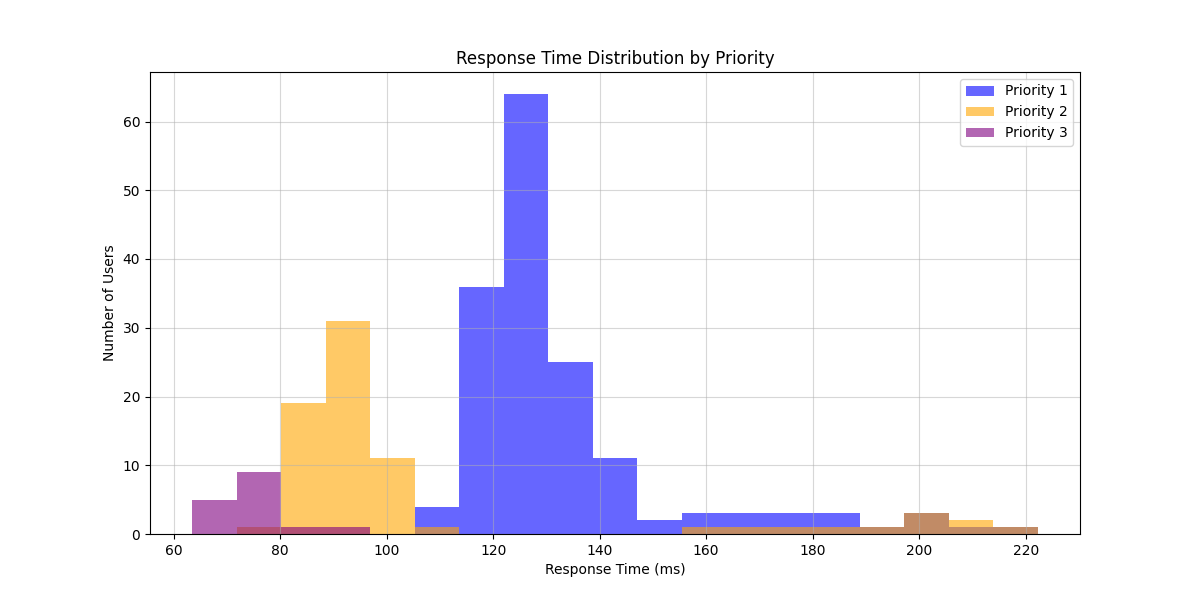 Response Time Distribution by Priority
Priority 1
Priority 2
Priority 3
Number of Users
60
50
40
30
20
10
0
60 80 100 120 140 160 180 200 220
Response Time (ms)